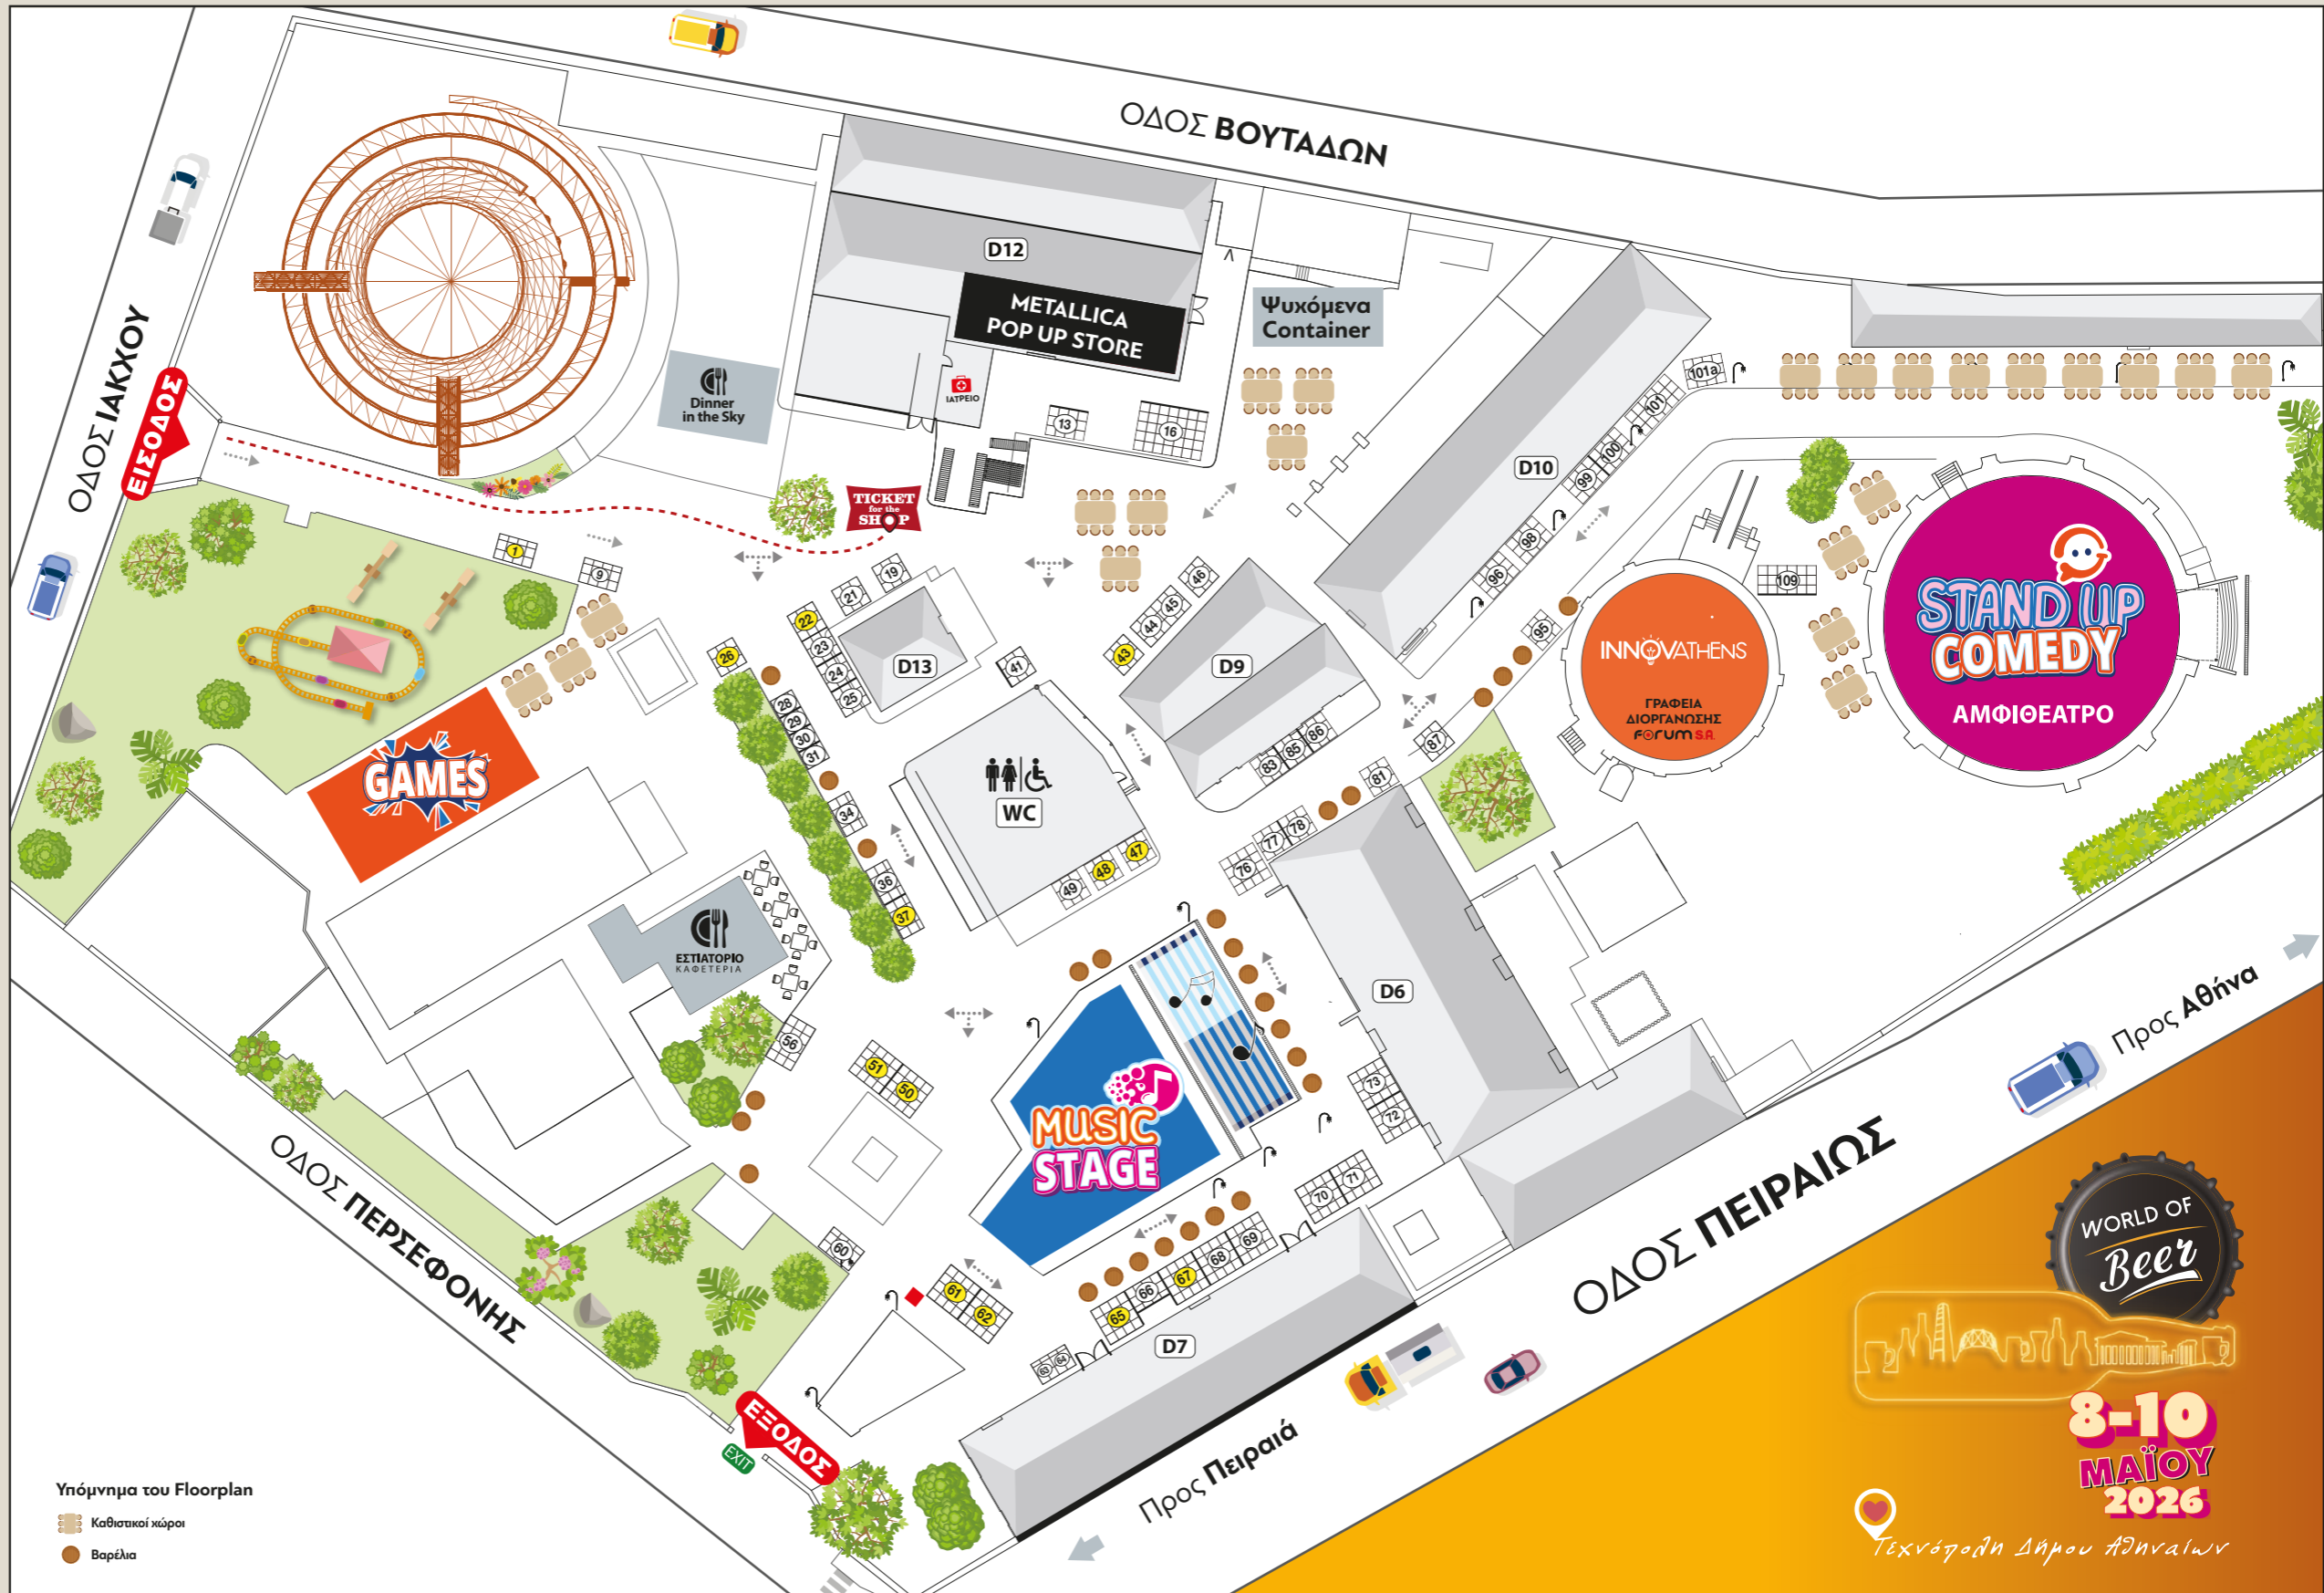 ΟΔΟΣ ΒΟΥΤΑΔΩΝ
ΟΔΟΣ ΙΑΚΧΟΥ
ΕΙΣΟΔΟΣ
D12
METALLICA
POP UP STORE
Ψυχόμενα
Container
Dinner
in the Sky
ΙΑΤΡΕΙΟ
13
16
101a
101
100
99
98
96
95
D10
TICKET
for the
SHOP
1
9
19
21
22
23
24
25
D13
26
28
29
30
31
34
36
37
41
43
44
45
46
D9
83
85
86
87
81
78
77
76
109
INNOVATHENS
ΓΡΑΦΕΙΑ
ΔΙΟΡΓΑΝΩΣΗΣ
FORUM S.A.
STAND UP
COMEDY
ΑΜΦΙΘΕΑΤΡΟ
GAMES
WC
49
48
47
ΕΣΤΙΑΤΟΡΙΟ
ΚΑΦΕΤΕΡΙΑ
56
51
50
D6
73
72
71
70
MUSIC
STAGE
69
68
67
66
65
64
63
62
61
60
D7
ΟΔΟΣ ΠΕΡΣΕΦΟΝΗΣ
ΕΞΟΔΟΣ
EXIT
ΟΔΟΣ ΠΕΙΡΑΙΩΣ
Προς Αθήνα
Προς Πειραιά
Υπόμνημα του Floorplan
Καθιστικοί χώροι
Βαρέλια
WORLD OF
Beer
8-10
ΜΑΪΟΥ
2026
Τεχνόπολη Δήμου Αθηναίων